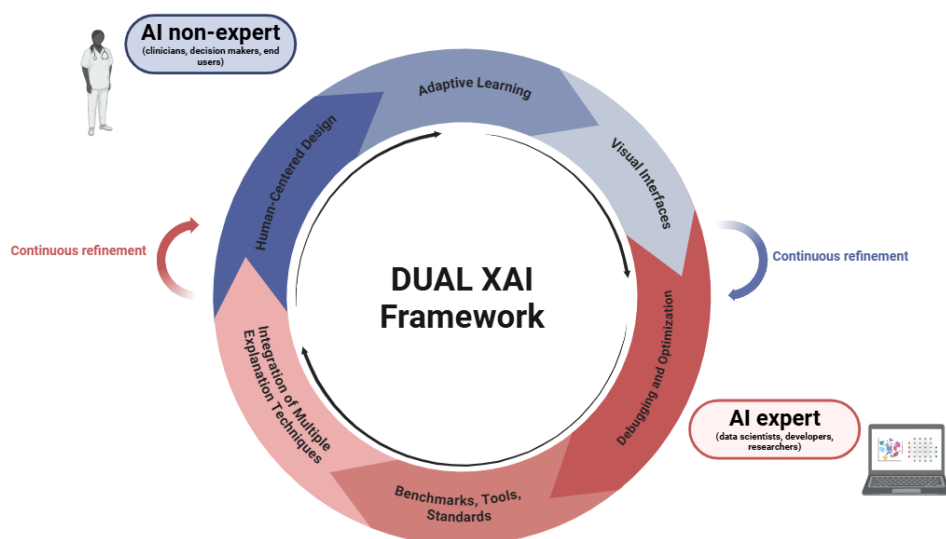 AI non-expert
(clinicians, decision makers, end
users)
Adaptive Learning
Visual Interfaces
Human-Centered Design
Continuous refinement
Continuous refinement
DUAL XAI
Framework
Debugging and Optimization
Integration of Multiple
Explanation Techniques
AI expert
(data scientists, developers,
researchers)
Benchmarks, Tools,
Standards